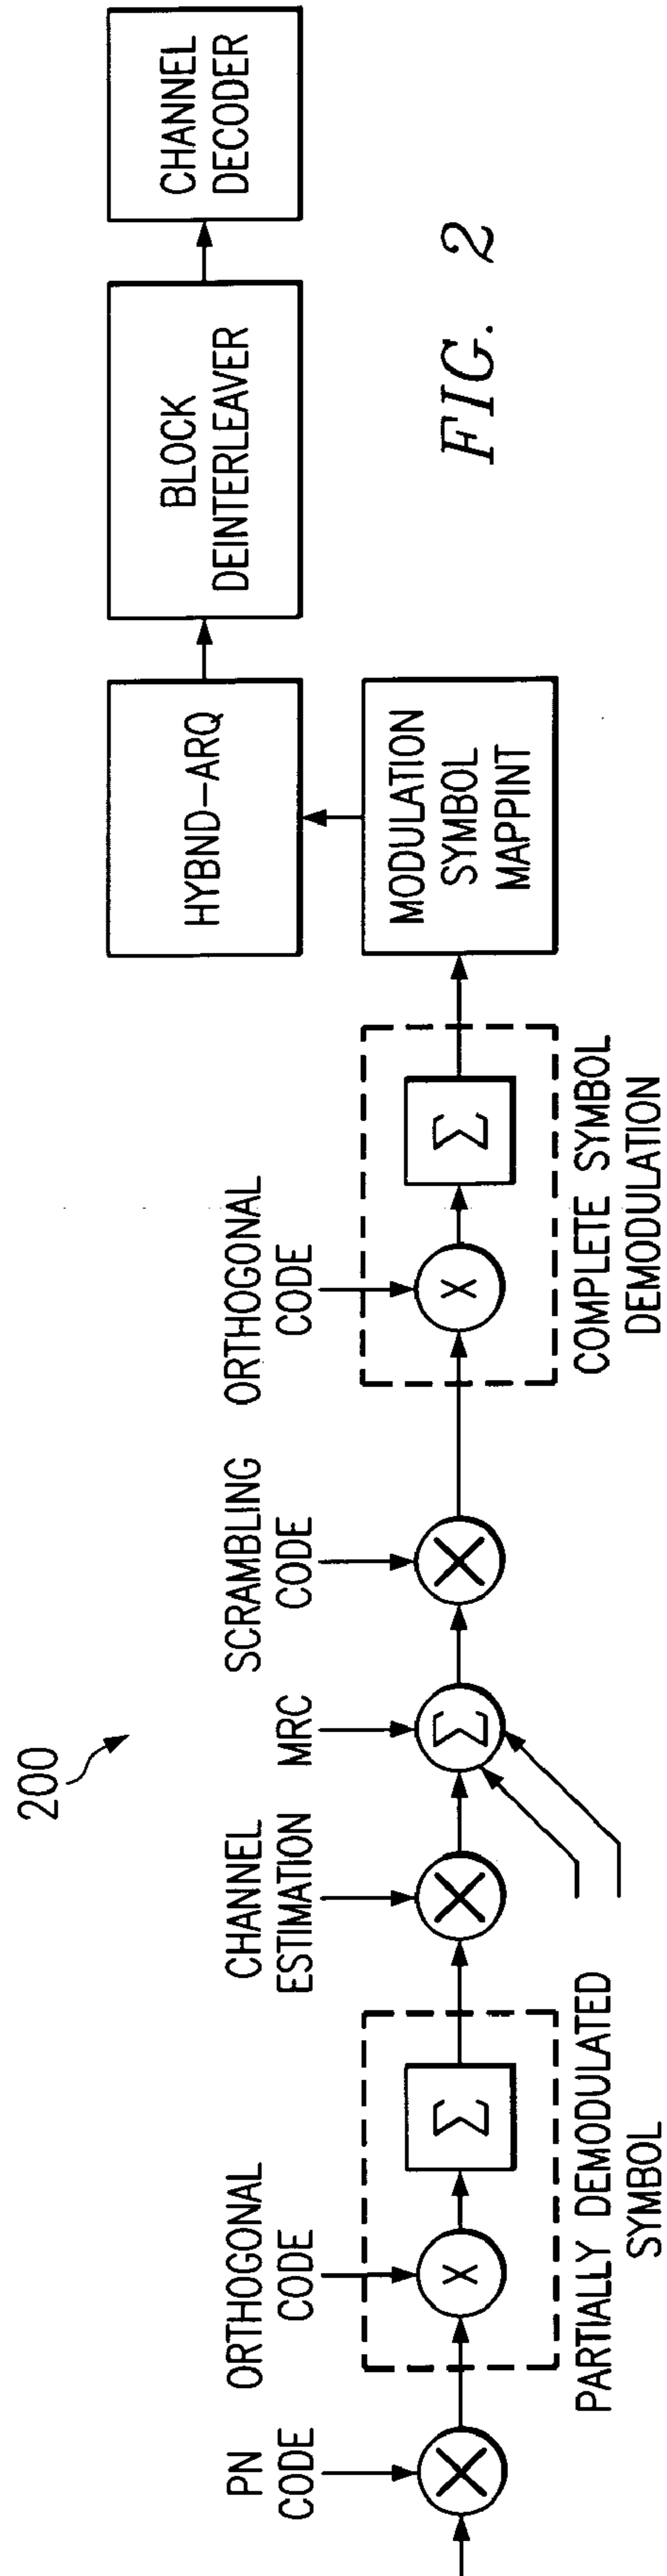 200
PN
CODE
ORTHOGONAL
CODE
Σ
X
PARTIALLY DEMODULATED
SYMBOL
CHANNEL
ESTIMATION
MRC
Σ
SCRAMBLING
CODE
ORTHOGONAL
CODE
X
Σ
COMPLETE SYMBOL
DEMODULATION
MODULATION
SYMBOL
MAPPINT
HYBND-ARQ
BLOCK
DEINTERLEAVER
CHANNEL
DECODER
FIG. 2